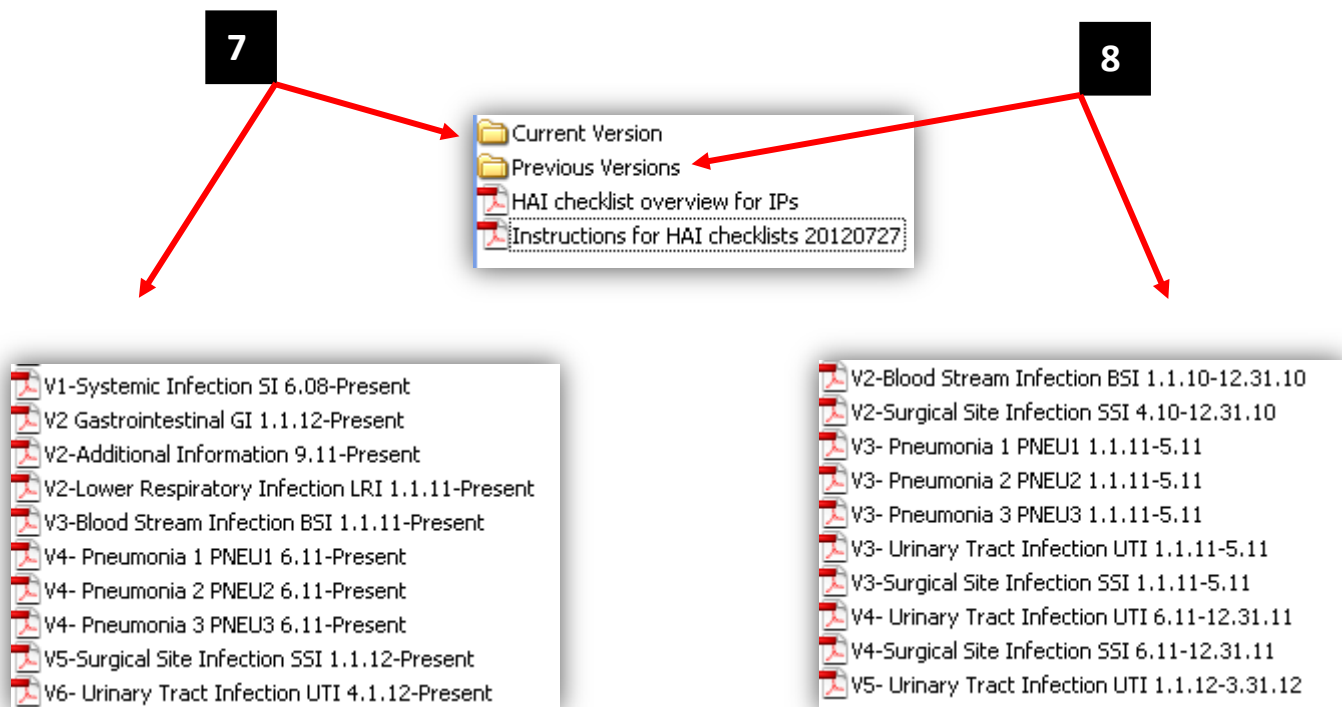 7
8
Current Version
Previous Versions
HAI checklist overview for IPs
Instructions for HAI checklists 20120727
V1-Systemic Infection SI 6.08-Present
V2 Gastrointestinal GI 1.1.12-Present
V2-Additional Information 9.11-Present
V2-Lower Respiratory Infection LRI 1.1.11-Present
V3-Blood Stream Infection BSI 1.1.11-Present
V4- Pneumonia 1 PNEU1 6.11-Present
V4- Pneumonia 2 PNEU2 6.11-Present
V4- Pneumonia 3 PNEU3 6.11-Present
V5-Surgical Site Infection SSI 1.1.12-Present
V6- Urinary Tract Infection UTI 4.1.12-Present
V2-Blood Stream Infection BSI 1.1.10-12.31.10
V2-Surgical Site Infection SSI 4.10-12.31.10
V3- Pneumonia 1 PNEU1 1.1.11-5.11
V3- Pneumonia 2 PNEU2 1.1.11-5.11
V3- Pneumonia 3 PNEU3 1.1.11-5.11
V3- Urinary Tract Infection UTI 1.1.11-5.11
V3-Surgical Site Infection SSI 1.1.11-5.11
V4- Urinary Tract Infection UTI 6.11-12.31.11
V4-Surgical Site Infection SSI 6.11-12.31.11
V5- Urinary Tract Infection UTI 1.1.12-3.31.12